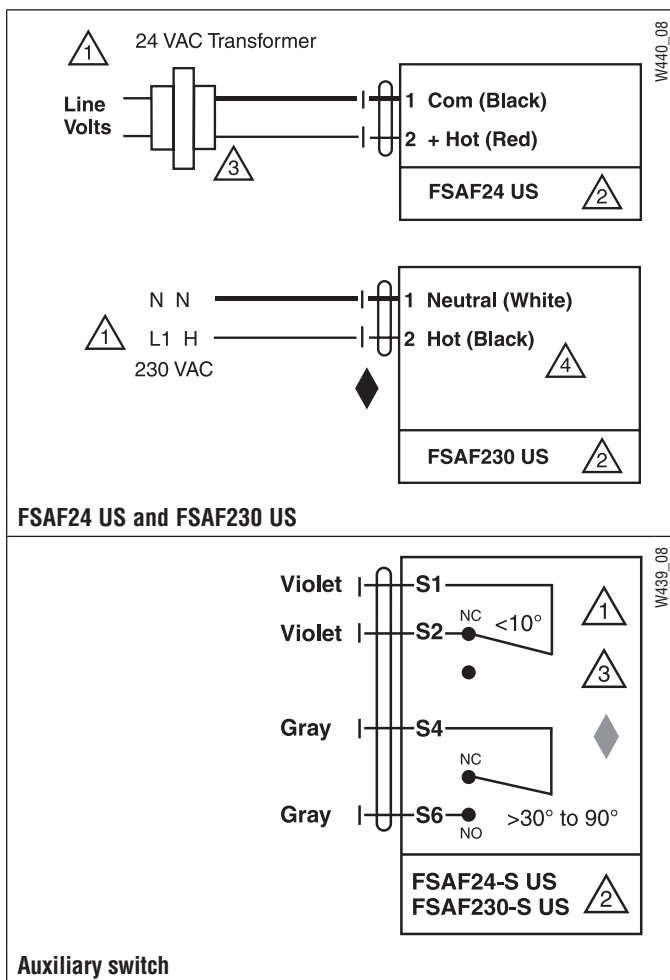 1 24 VAC Transformer
W440_08
Line
Volts
1 Com (Black)
2 + Hot (Red)
3
FSAF24 US 2
N N
1 L1 H
230 VAC
1 Neutral (White)
2 Hot (Black)
4
FSAF230 US 2
FSAF24 US and FSAF230 US
W439_08
Violet S1
NC <10° 1
Violet S2
3
Gray S4
NC
Gray S6
NO >30° to 90°
FSAF24-S US
FSAF230-S US 2
Auxiliary switch